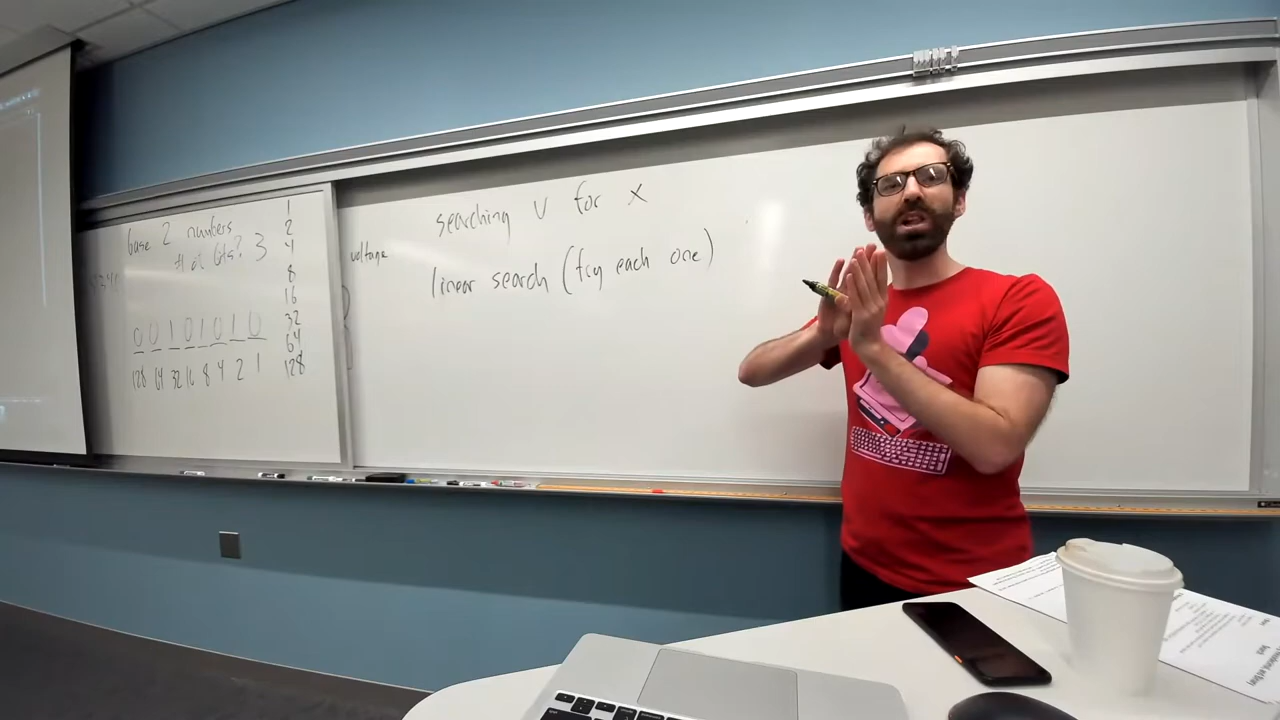 base 2 numbers
# of bits? 3
0 0 1 0 1 0 1 0
128 64 32 16 8 4 2 1
1
2
4
8
16
32
64
128
voltage
searching v for x
linear search (try each one)